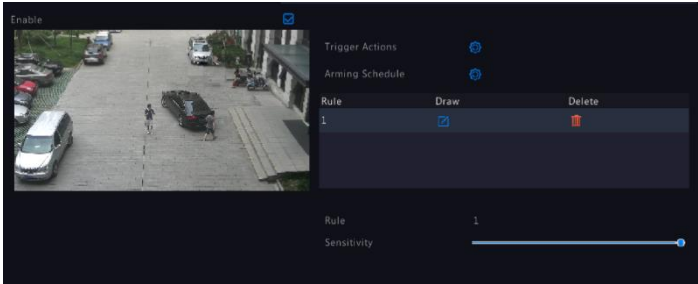 Enable
Trigger Actions
Arming Schedule
Rule Draw Delete
1
Rule 1
Sensitivity